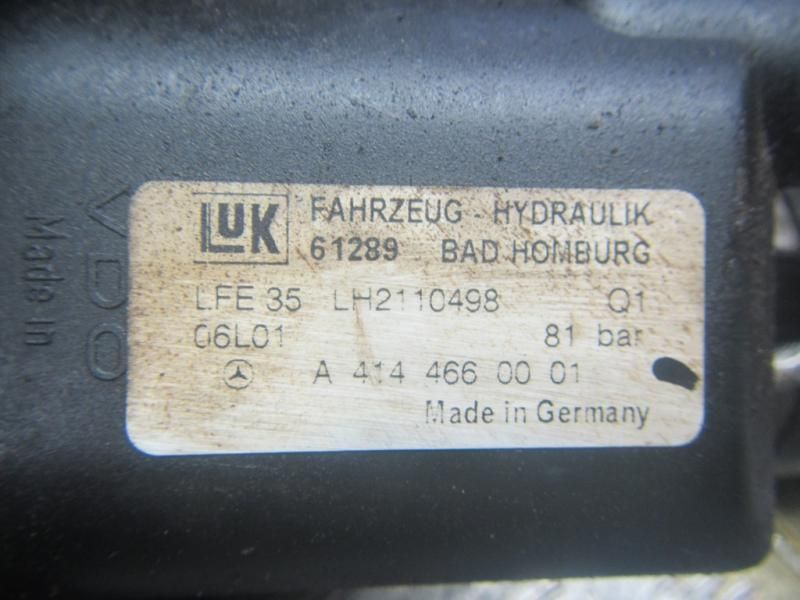 LUK
FAHRZEUG - HYDRAULIK
61289 BAD HOMBURG
LFE 35 LH2110498 Q1
06L01 81 bar
A 414 466 00 01
Made in Germany
VDO
Made in